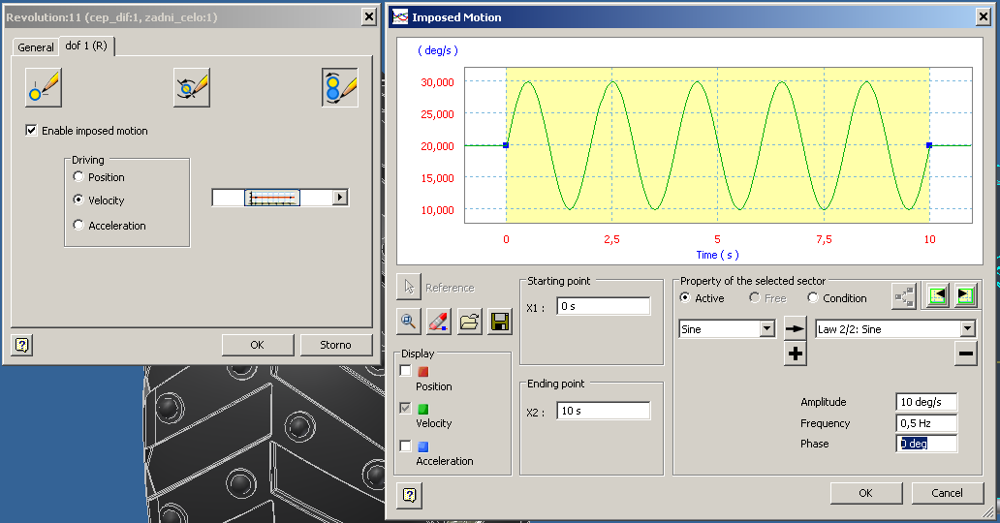 Revolution:11 (cep_dif:1, zadni_celo:1)
General
dof 1 (R)
Enable imposed motion
Driving
Position
Velocity
Acceleration
OK
Storno
Imposed Motion
( deg/s )
30,000
25,000
20,000
15,000
10,000
0
2,5
5
7,5
10
Time ( s )
Reference
Display
Position
Velocity
Acceleration
Starting point
X1 :
0 s
Ending point
X2 :
10 s
Property of the selected sector
Active
Free
Condition
Sine
Law 2/2: Sine
Amplitude
10 deg/s
Frequency
0,5 Hz
Phase
0 deg
OK
Cancel